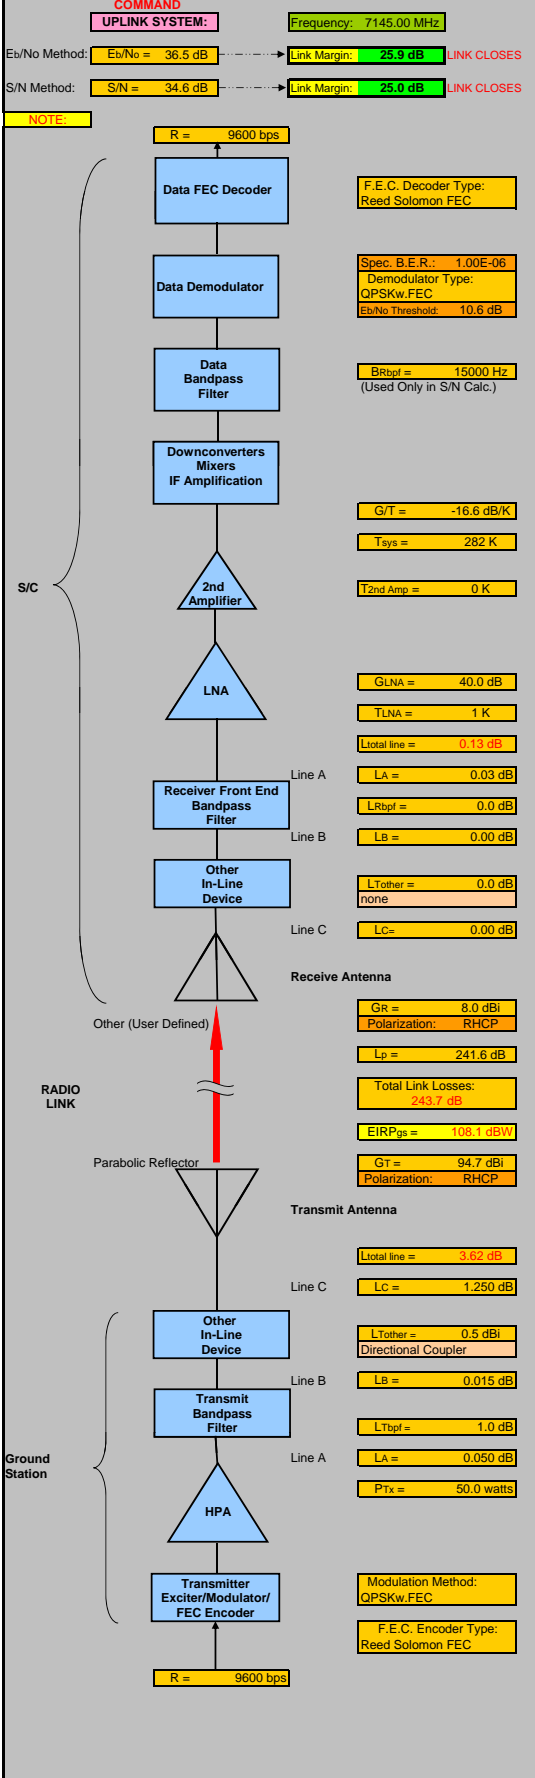 COMMAND
UPLINK SYSTEM:
Frequency: 7145.00 MHz
Eb/No Method: Eb/No = 36.5 dB Link Margin: 25.9 dB LINK CLOSES
S/N Method: S/N = 34.6 dB Link Margin: 25.0 dB LINK CLOSES
NOTE:
R = 9600 bps
Data FEC Decoder
F.E.C. Decoder Type:
Reed Solomon FEC
Data Demodulator
Spec. B.E.R.: 1.00E-06
Demodulator Type:
QPSKw.FEC
Eb/No Threshold: 10.6 dB
Data
Bandpass
Filter
BRbpf = 15000 Hz
(Used Only in S/N Calc.)
Downconverters
Mixers
IF Amplification
G/T = -16.6 dB/K
Tsys = 282 K
S/C
2nd
Amplifier
T2nd Amp = 0 K
LNA
GLNA = 40.0 dB
TLNA = 1 K
Ltotal line = 0.13 dB
Line A LA = 0.03 dB
Receiver Front End
Bandpass
Filter
LRbpf = 0.0 dB
Line B LB = 0.00 dB
Other
In-Line
Device
LTother = 0.0 dB
none
Line C LC= 0.00 dB
Receive Antenna
GR = 8.0 dBi
Polarization: RHCP
Other (User Defined)
Lp = 241.6 dB
RADIO
LINK
Total Link Losses:
243.7 dB
EIRPgs = 108.1 dBW
Parabolic Reflector
GT = 94.7 dBi
Polarization: RHCP
Transmit Antenna
Ltotal line = 3.62 dB
Line C LC = 1.250 dB
Other
In-Line
Device
LTother = 0.5 dBi
Directional Coupler
Line B LB = 0.015 dB
Transmit
Bandpass
Filter
LTbpf = 1.0 dB
Ground
Station
Line A LA = 0.050 dB
PTx = 50.0 watts
HPA
Transmitter
Exciter/Modulator/
FEC Encoder
Modulation Method:
QPSKw.FEC
F.E.C. Encoder Type:
Reed Solomon FEC
R = 9600 bps